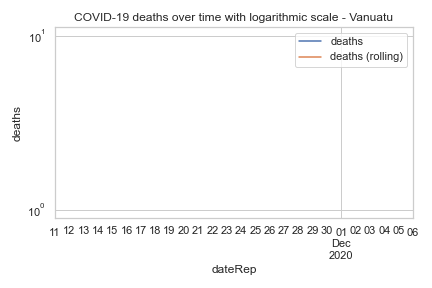 COVID-19 deaths over time with logarithmic scale - Vanuatu
10¹
deaths
deaths (rolling)
deaths
10⁰
11 12 13 14 15 16 17 18 19 20 21 22 23 24 25 26 27 28 29 30 01 02 03 04 05 06
Dec
2020
dateRep